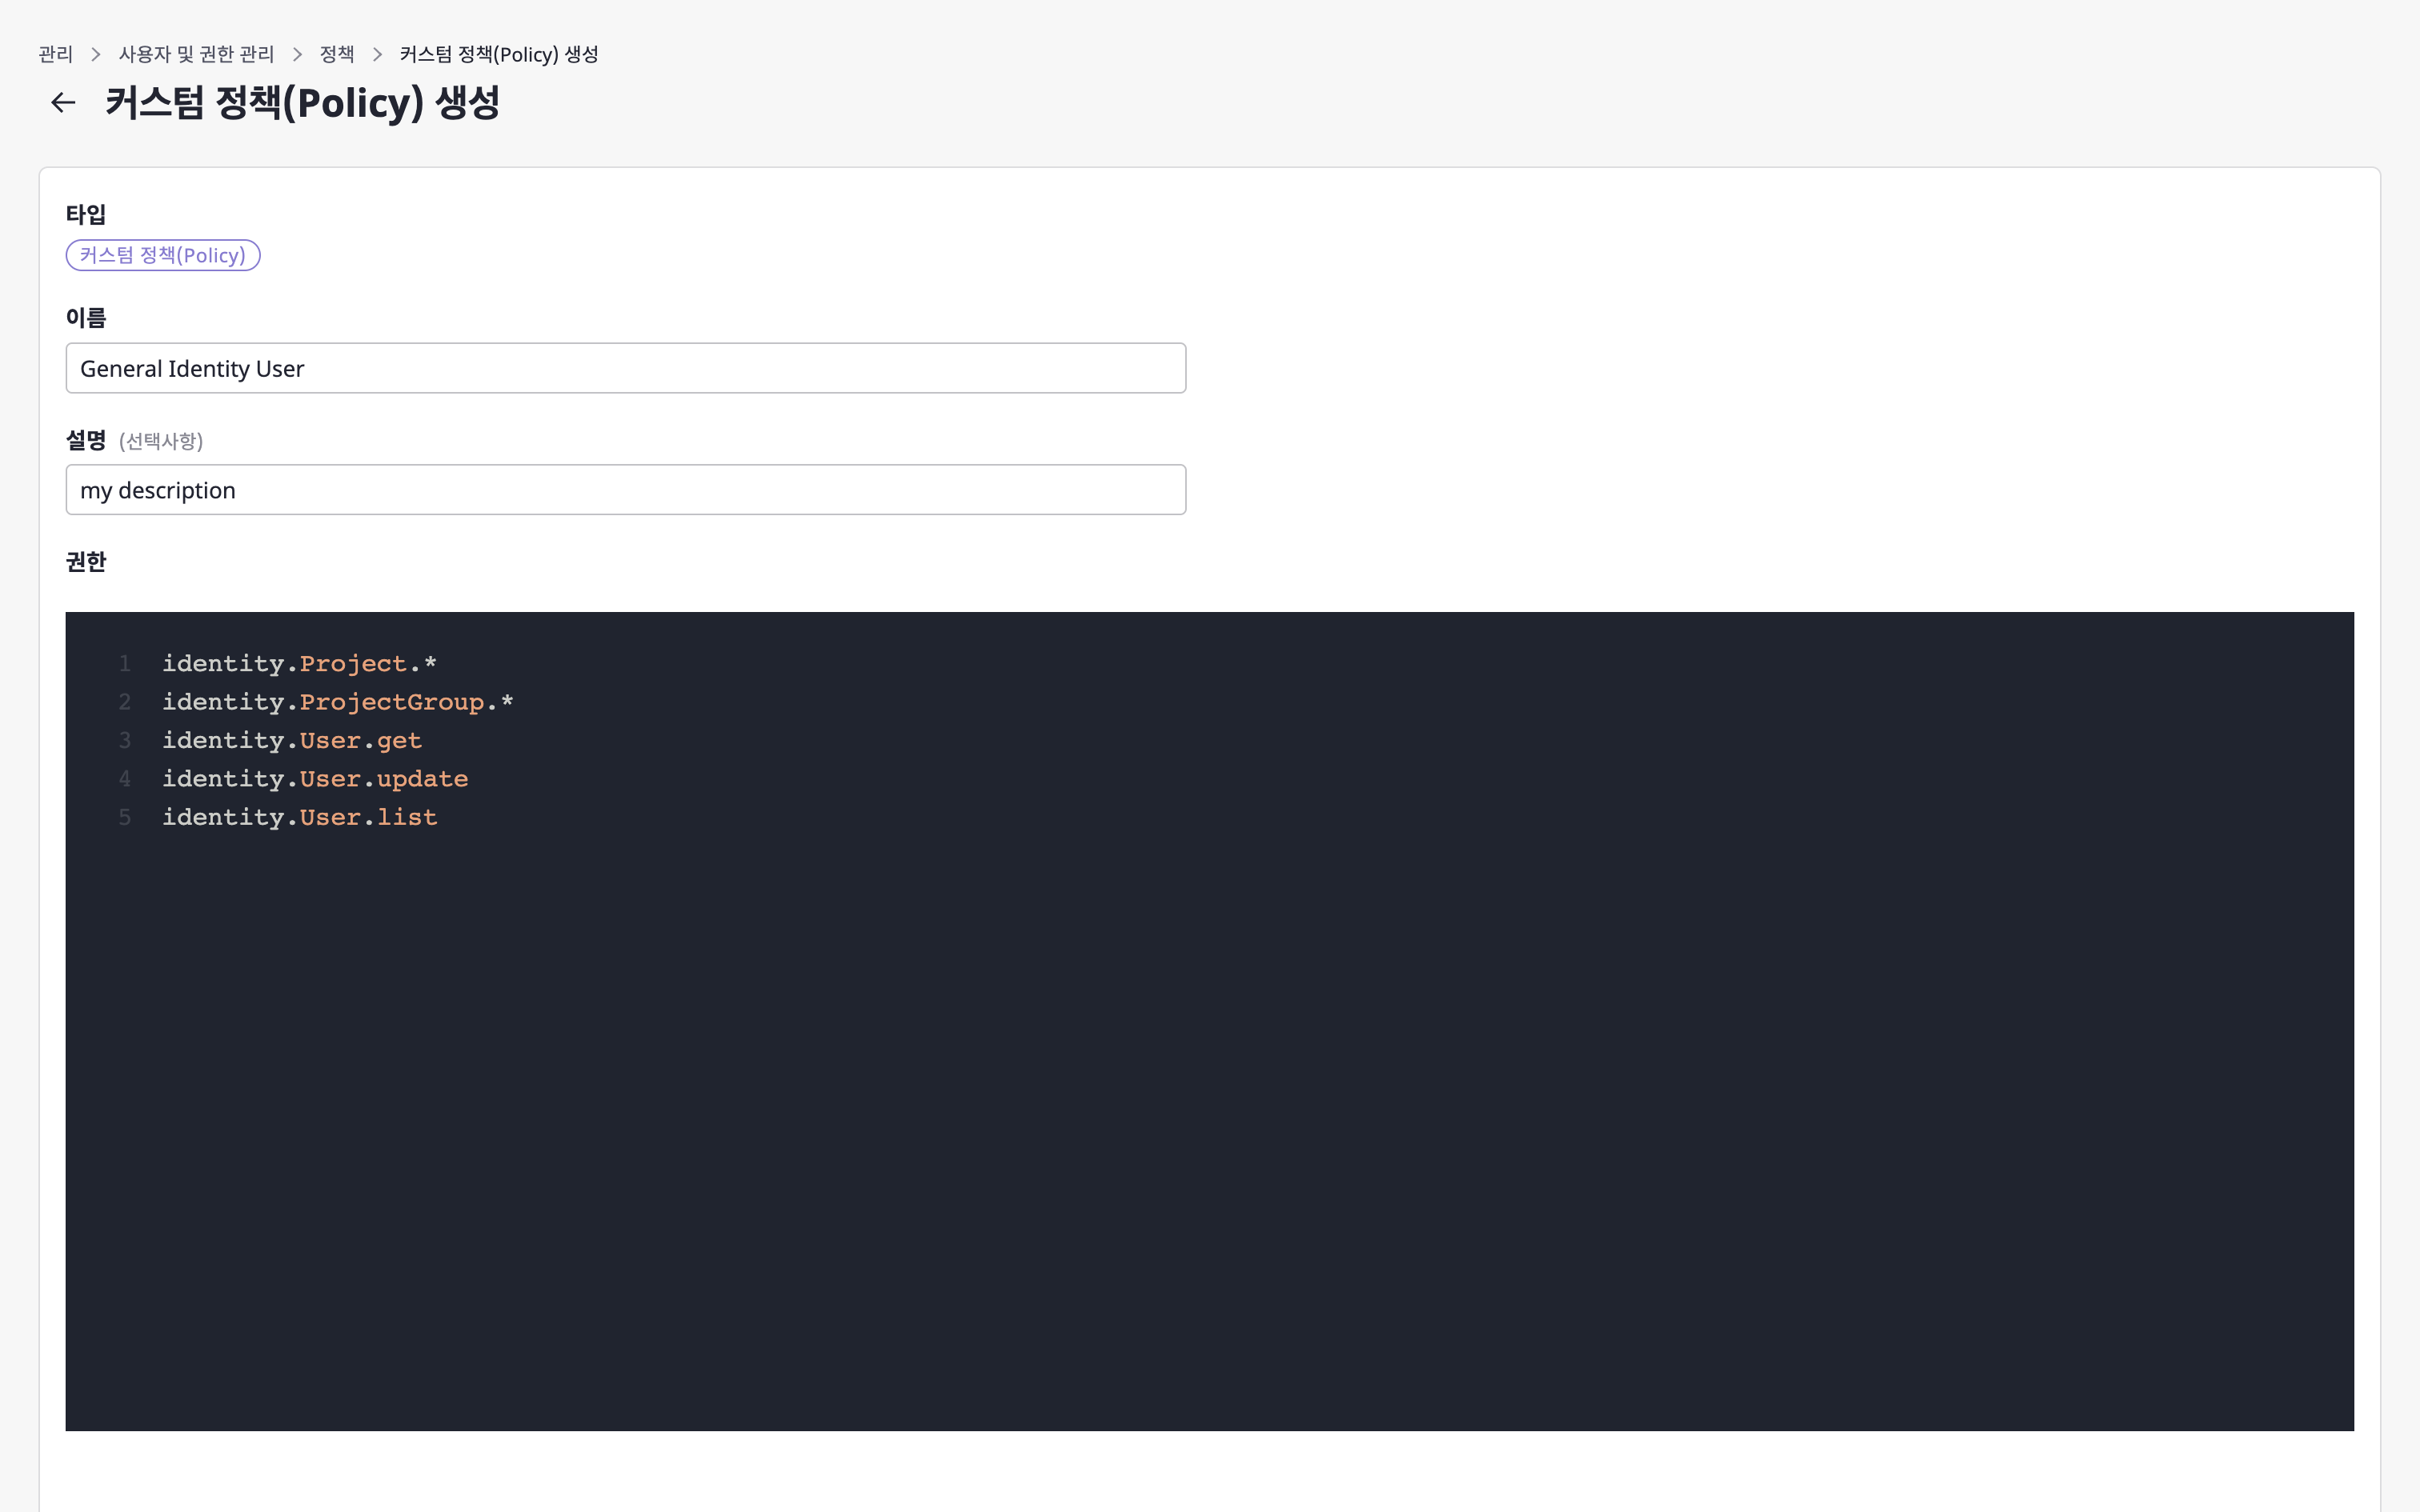 관리 > 사용자 및 권한 관리 > 정책 > 커스텀 정책(Policy) 생성
← 커스텀 정책(Policy) 생성
타입
커스텀 정책(Policy)
이름
General Identity User
설명 (선택사항)
my description
권한
1 identity.Project.*
2 identity.ProjectGroup.*
3 identity.User.get
4 identity.User.update
5 identity.User.list